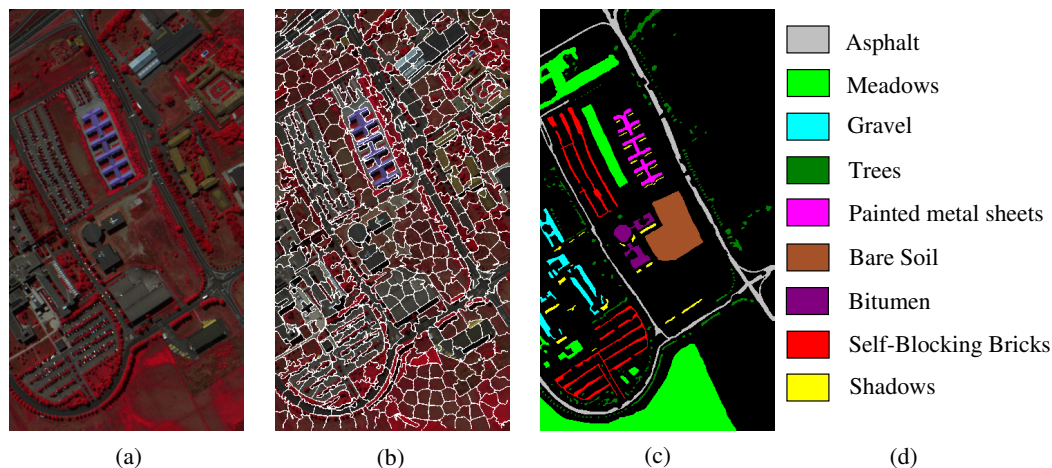 Asphalt
Meadows
Gravel
Trees
Painted metal sheets
Bare Soil
Bitumen
Self-Blocking Bricks
Shadows
(a) (b) (c) (d)